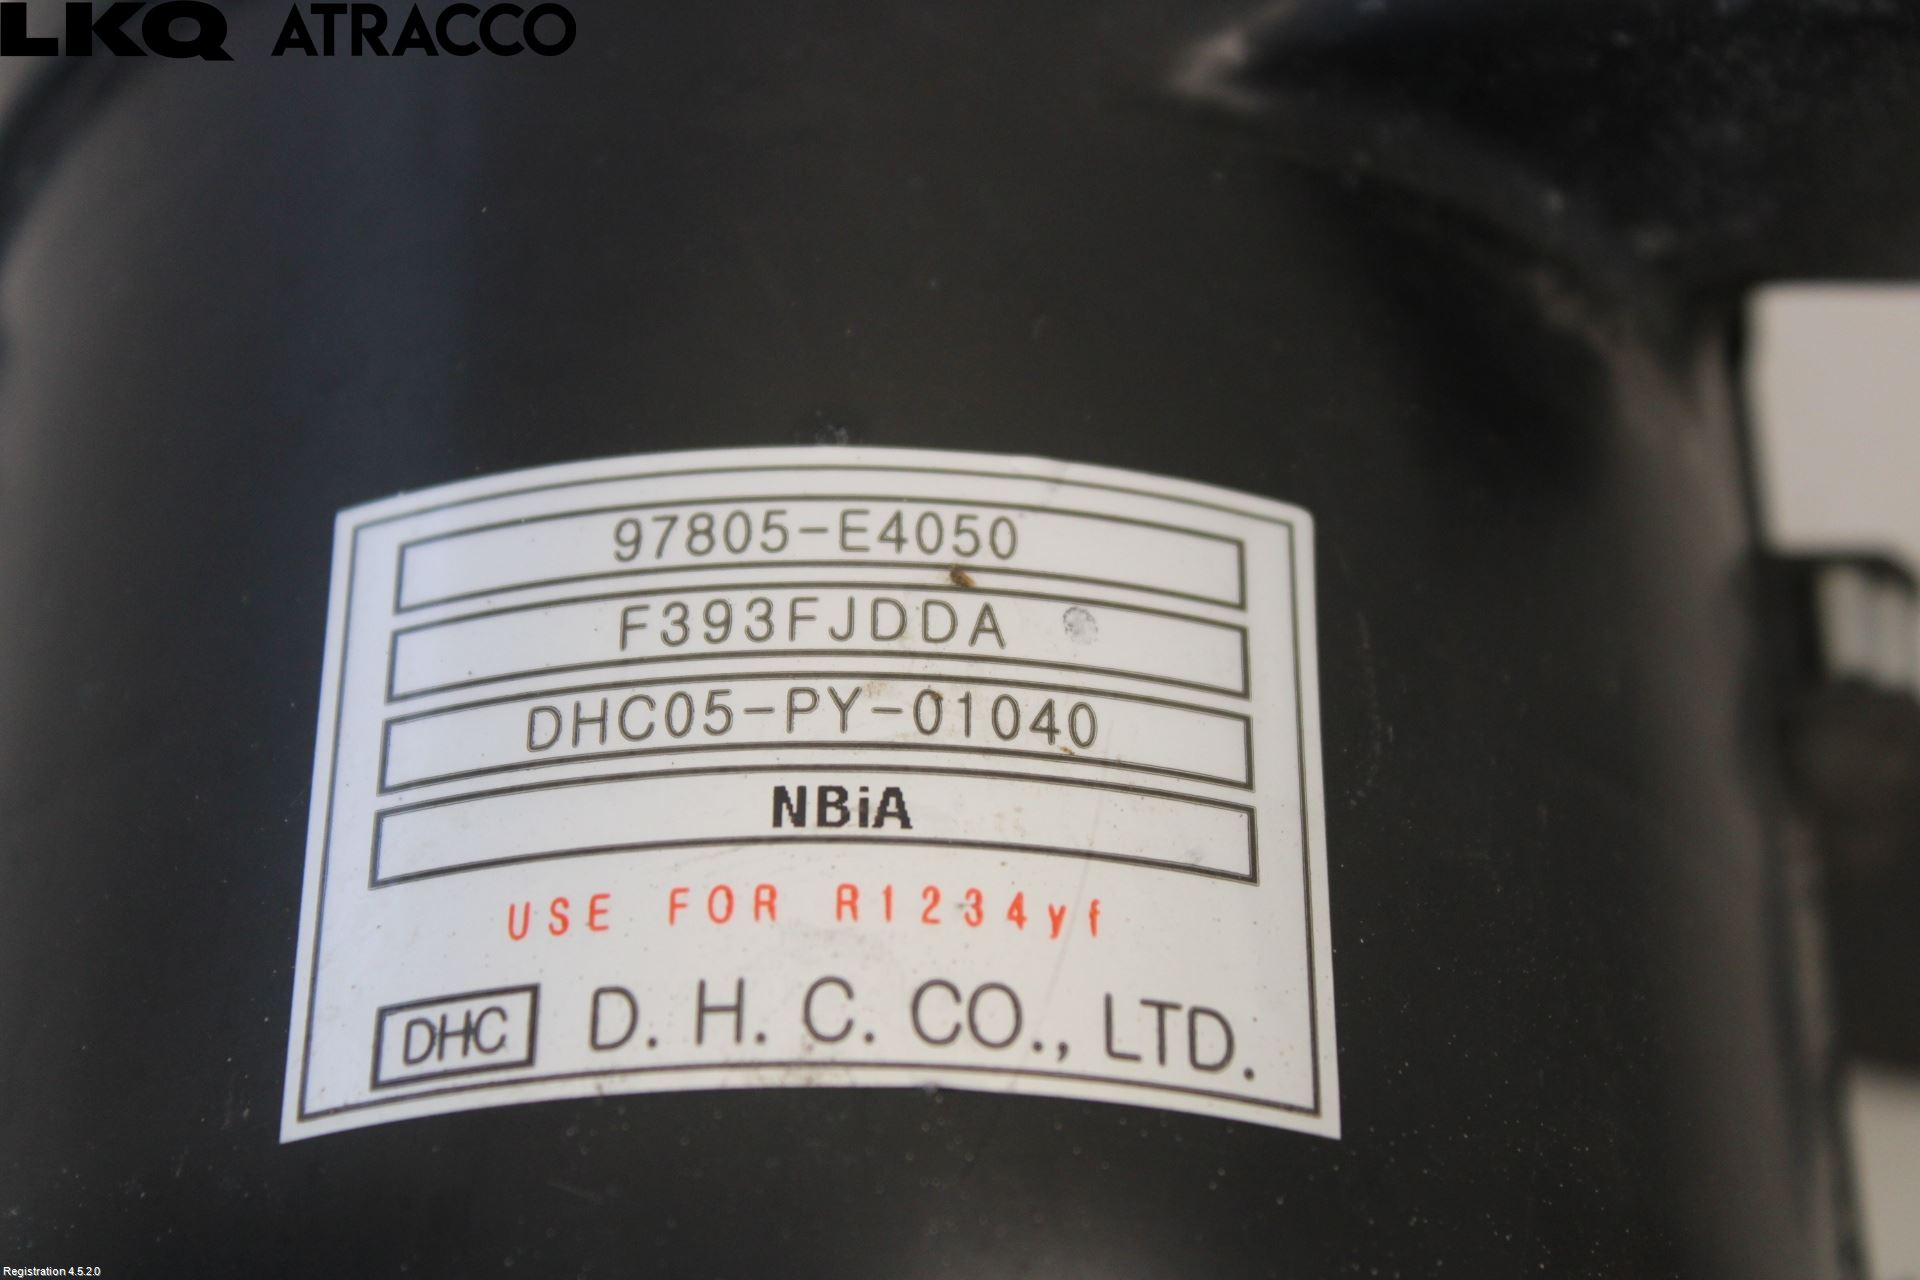 LKQ ATRACCO
97805-E4050
F393FJDDA
DHC05-PY-01040
NBiA
USE FOR R1234yf
DHC D. H. C. CO., LTD.
Registration 4.5.2.0